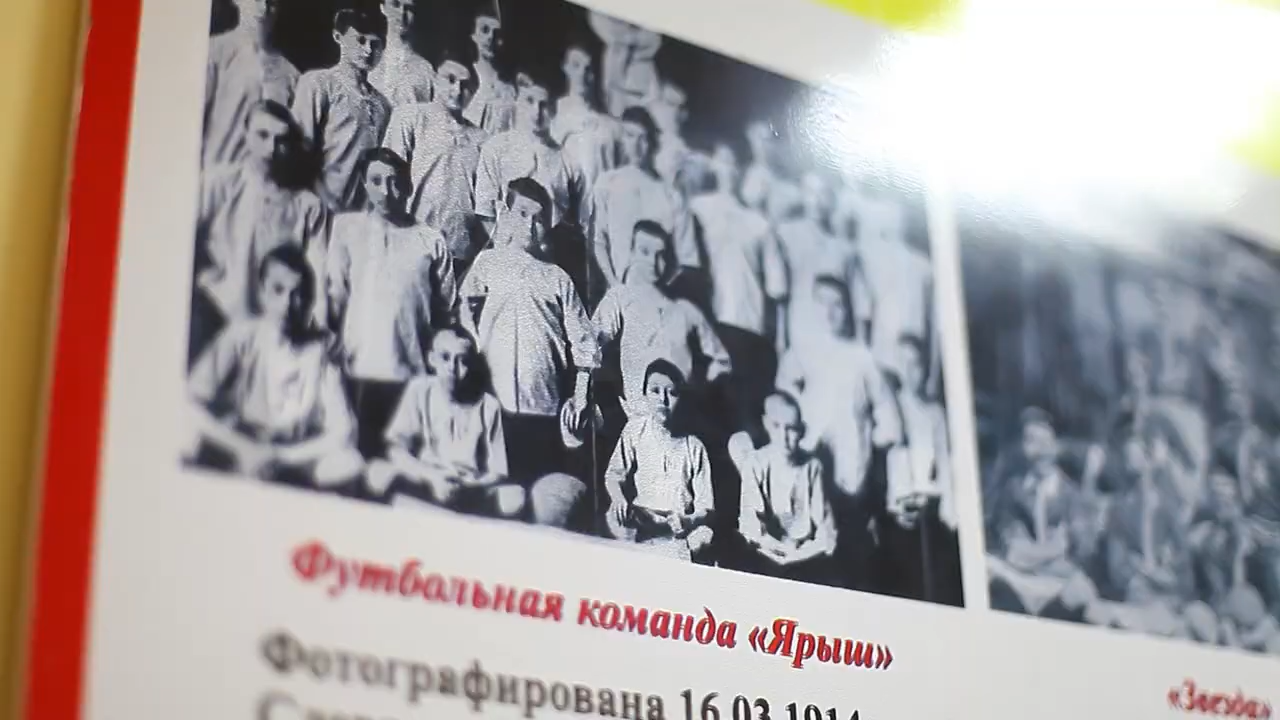 Футбольная команда «Ярыш»
Фотографирована 16.03.1914
«Звезда»